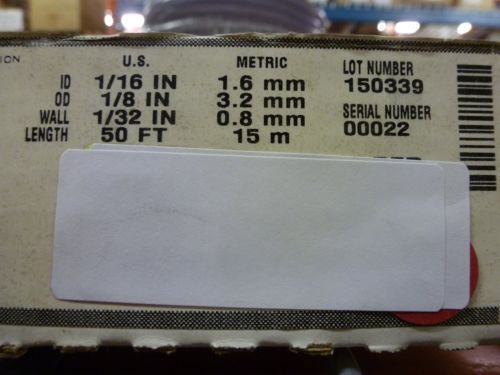 ION
U.S. METRIC LOT NUMBER
ID 1/16 IN 1.6 mm 150339
OD 1/8 IN 3.2 mm SERIAL NUMBER
WALL 1/32 IN 0.8 mm 00022
LENGTH 50 FT 15 m